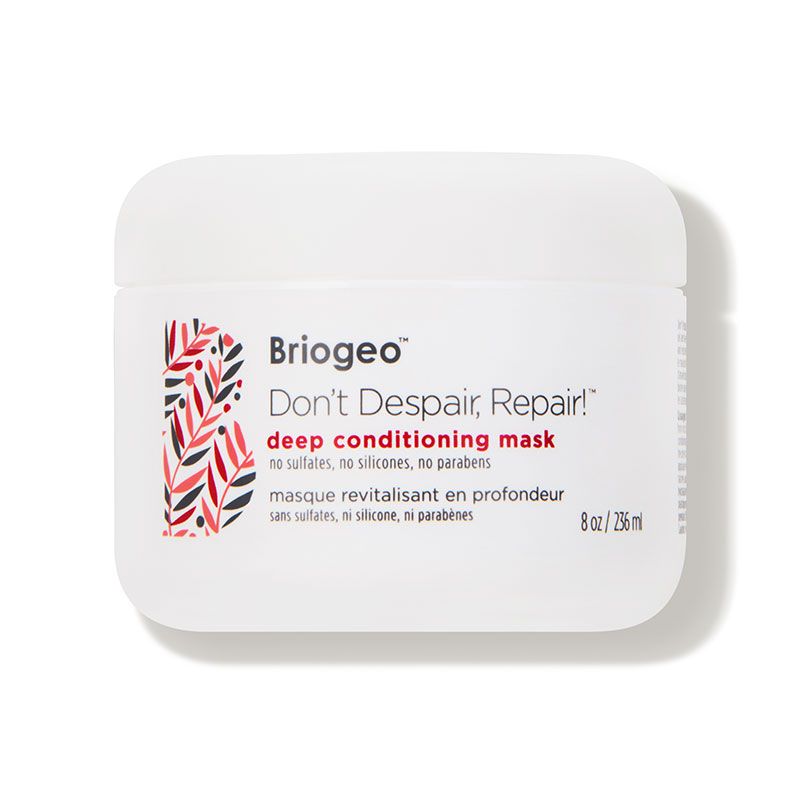 Briogeo™
Don't Despair, Repair!™
deep conditioning mask
no sulfates, no silicones, no parabens
masque revitalisant en profondeur
sans sulfates, ni silicone, ni parabènes
8 oz / 236 ml